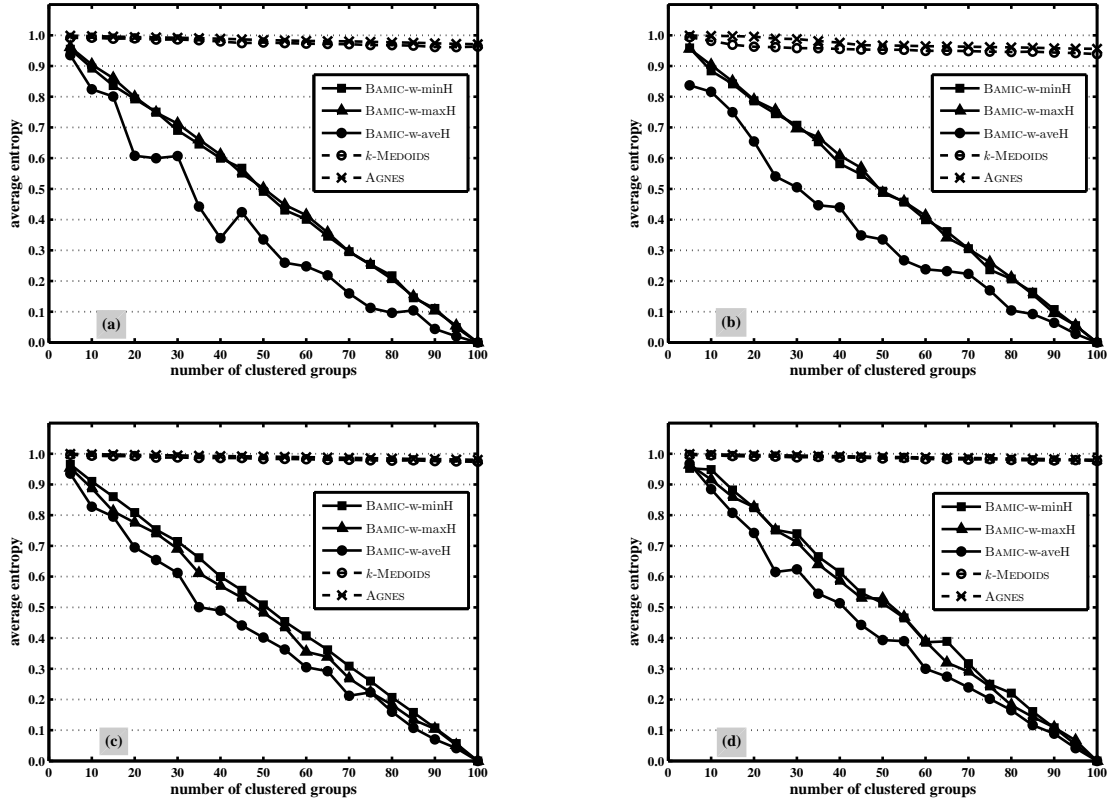 1.0
0.9
0.8
0.7
0.6
0.5
0.4
0.3
0.2
0.1
0.0
average entropy
BAMIC-w-minH
BAMIC-w-maxH
BAMIC-w-aveH
k-MEDOIDS
AGNES
(a)
0 10 20 30 40 50 60 70 80 90 100
number of clustered groups
1.0
0.9
0.8
0.7
0.6
0.5
0.4
0.3
0.2
0.1
0.0
average entropy
BAMIC-w-minH
BAMIC-w-maxH
BAMIC-w-aveH
k-MEDOIDS
AGNES
(b)
0 10 20 30 40 50 60 70 80 90 100
number of clustered groups
1.0
0.9
0.8
0.7
0.6
0.5
0.4
0.3
0.2
0.1
0.0
average entropy
BAMIC-w-minH
BAMIC-w-maxH
BAMIC-w-aveH
k-MEDOIDS
AGNES
(c)
0 10 20 30 40 50 60 70 80 90 100
number of clustered groups
1.0
0.9
0.8
0.7
0.6
0.5
0.4
0.3
0.2
0.1
0.0
average entropy
BAMIC-w-minH
BAMIC-w-maxH
BAMIC-w-aveH
k-MEDOIDS
AGNES
(d)
0 10 20 30 40 50 60 70 80 90 100
number of clustered groups